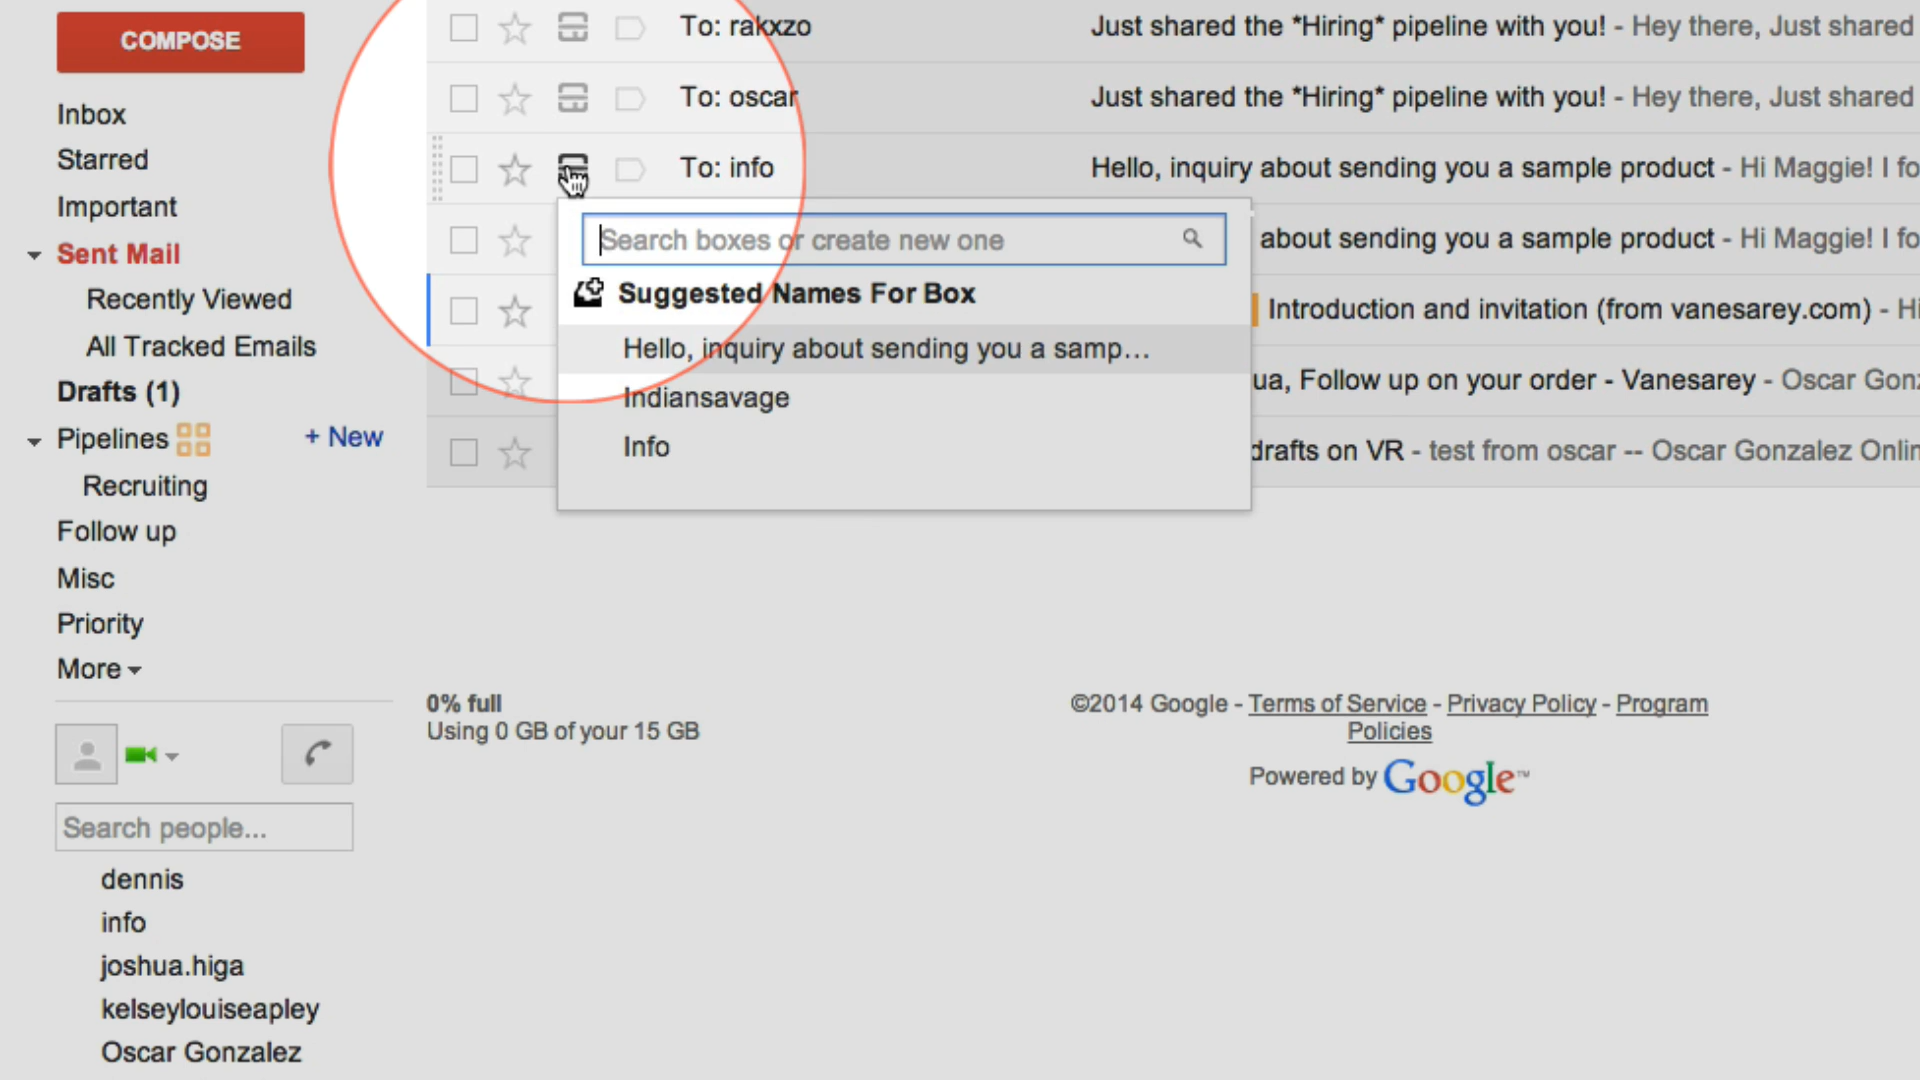 COMPOSE
Inbox
Starred
Important
Sent Mail
Recently Viewed
All Tracked Emails
Drafts (1)
Pipelines + New
Recruiting
Follow up
Misc
Priority
More
Search people...
dennis
info
joshua.higa
kelseylouiseapley
Oscar Gonzalez
To: rakxzo Just shared the *Hiring* pipeline with you! - Hey there, Just shared
To: oscar Just shared the *Hiring* pipeline with you! - Hey there, Just shared
To: info Hello, inquiry about sending you a sample product - Hi Maggie! I fo
about sending you a sample product - Hi Maggie! I fo
Introduction and invitation (from vanesarey.com) - Hi
ua, Follow up on your order - Vanesarey - Oscar Gonz
drafts on VR - test from oscar -- Oscar Gonzalez Onlin
Search boxes or create new one
Suggested Names For Box
Hello, inquiry about sending you a samp...
Indiansavage
Info
0% full
Using 0 GB of your 15 GB
©2014 Google - Terms of Service - Privacy Policy - Program
Policies
Powered by Google™